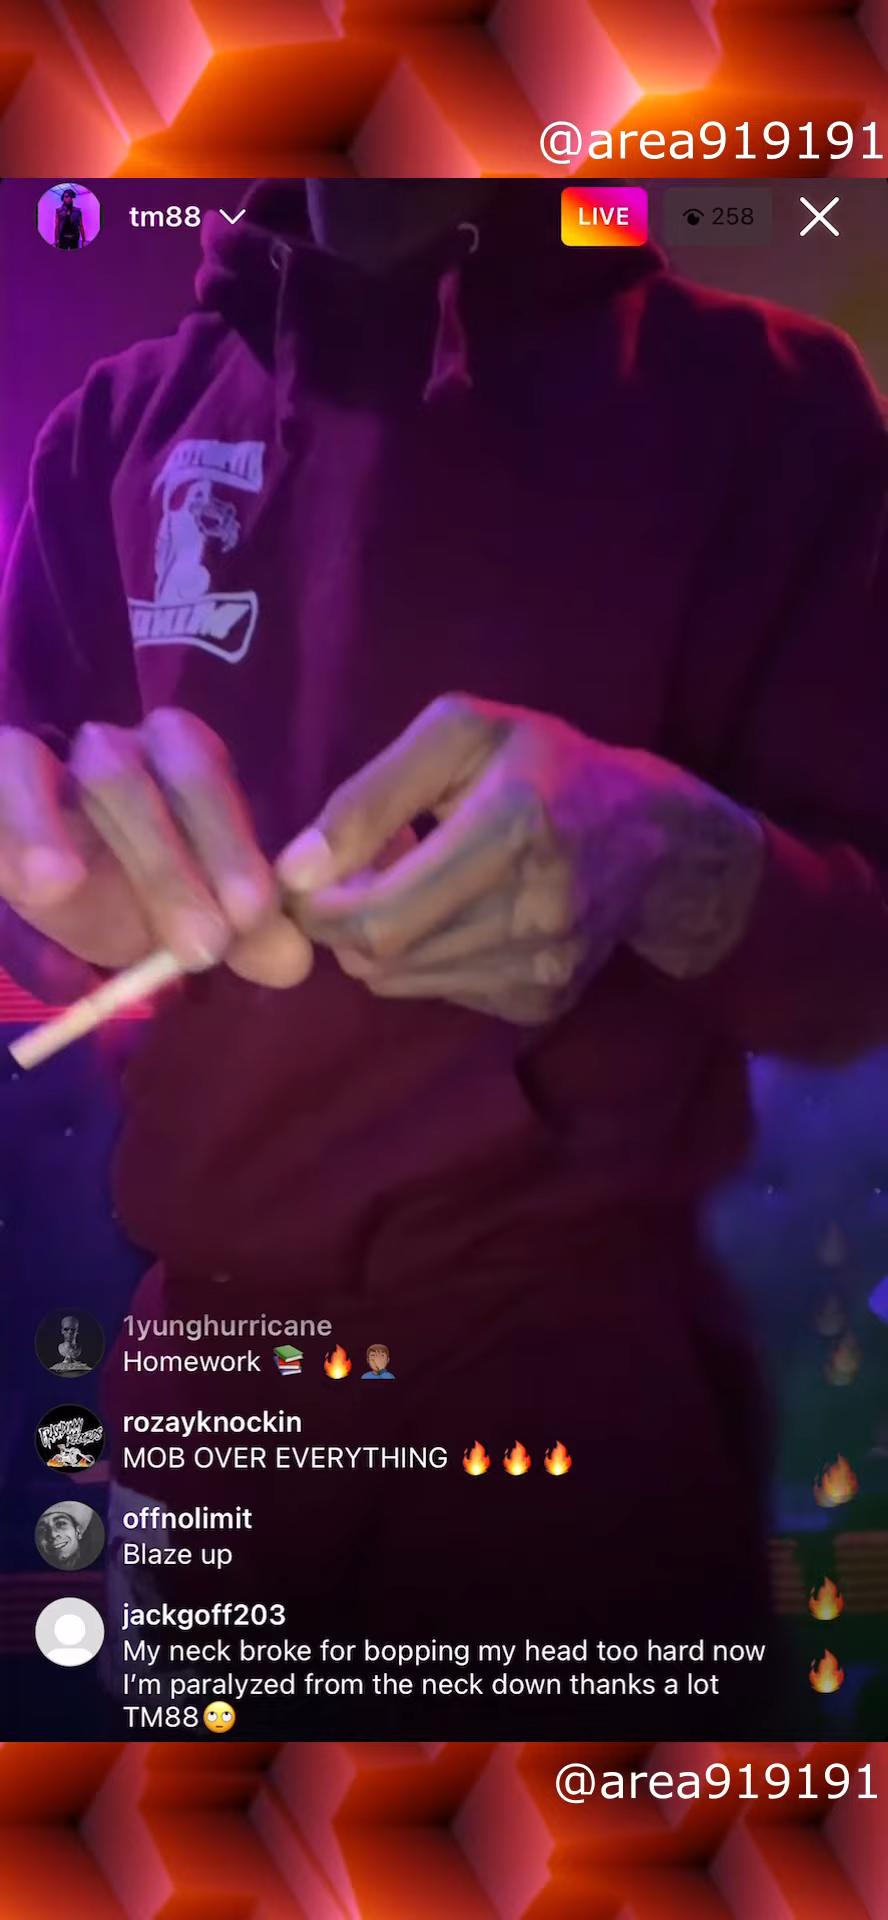 @area919191
tm88
LIVE
258
1yunghurricane
Homework 📚 🔥 🤦🏽‍♂️
rozayknockin
MOB OVER EVERYTHING 🔥 🔥 🔥
offnolimit
Blaze up
jackgoff203
My neck broke for bopping my head too hard now
I’m paralyzed from the neck down thanks a lot
TM88🙄
@area919191